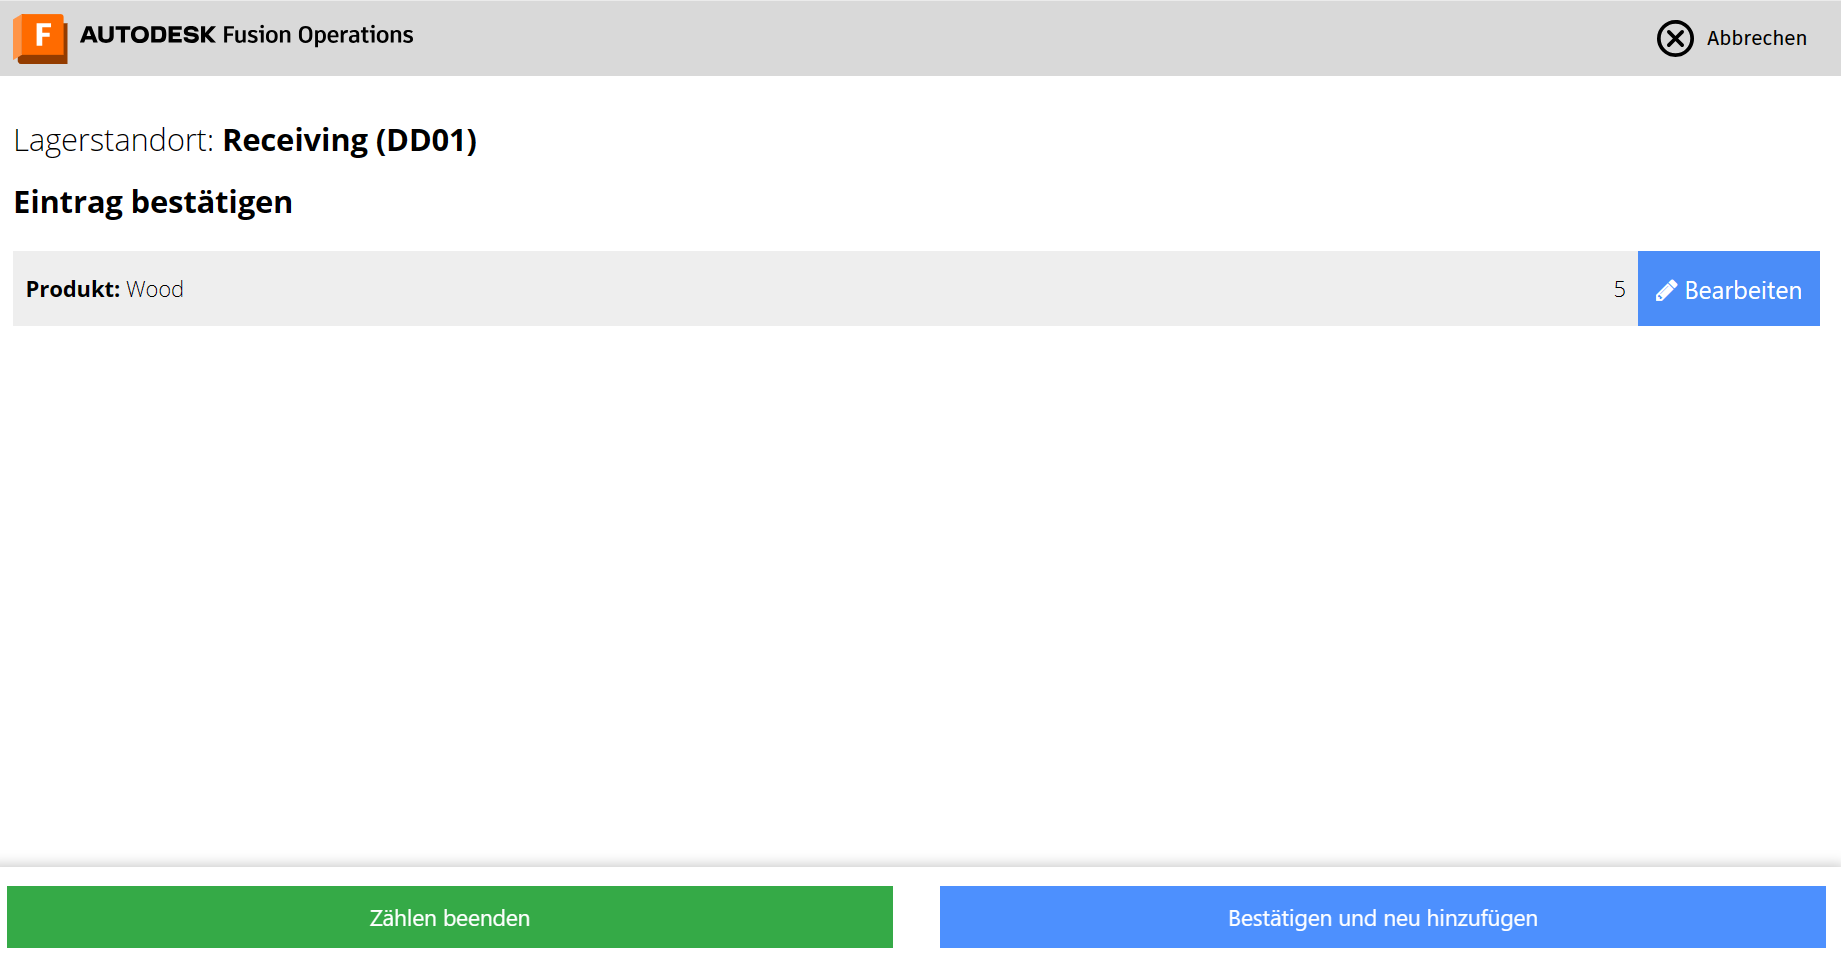 F AUTODESK Fusion Operations
Abbrechen
Lagerstandort: Receiving (DD01)
Eintrag bestätigen
Produkt: Wood 5 Bearbeiten
Zählen beenden Bestätigen und neu hinzufügen